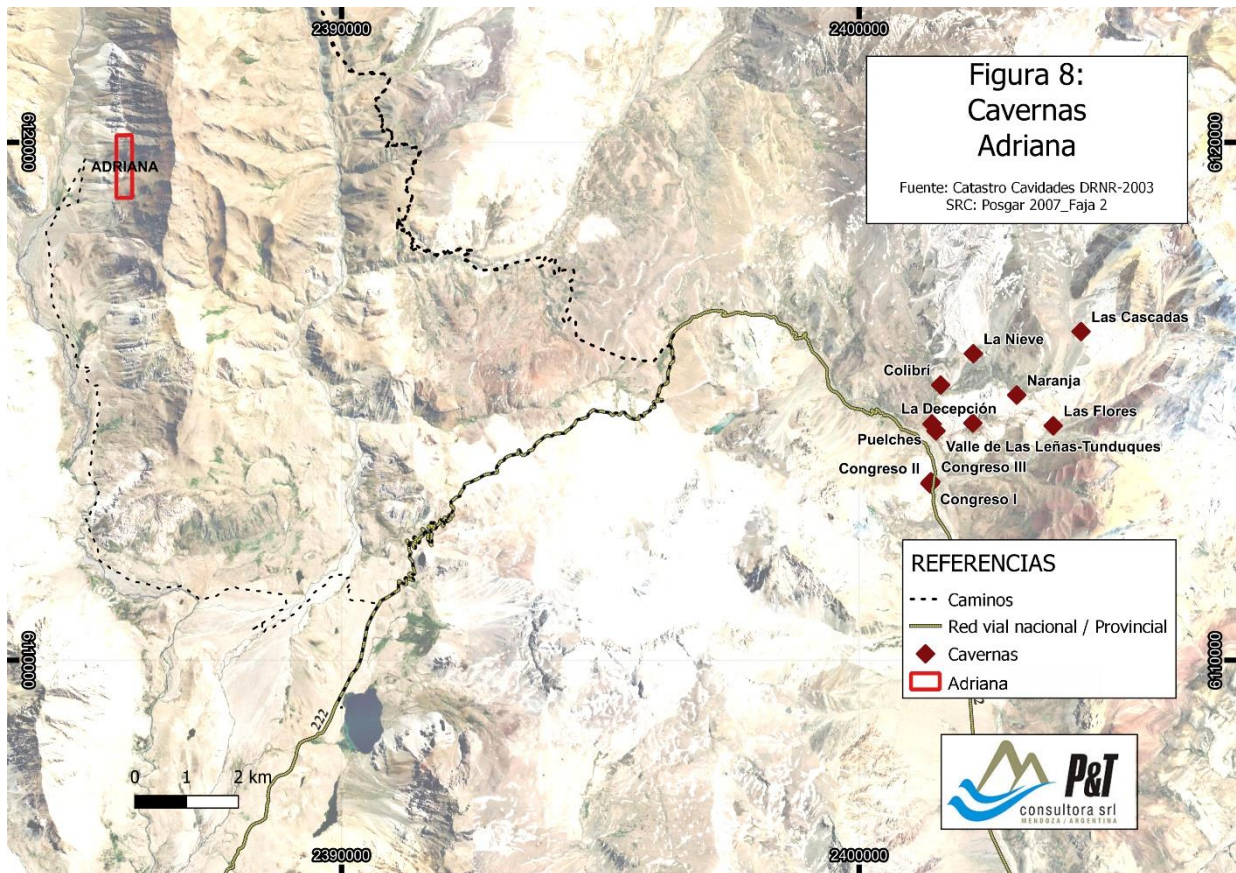 2390000
2400000
Figura 8:
Cavernas
Adriana
Fuente: Catastro Cavidades DRNR-2003
SRC: Posgar 2007_Faja 2
6120000
6120000
ADRIANA
Las Cascadas
La Nieve
Colibrí
Naranja
La Decepción
Las Flores
Puelches
Valle de Las Leñas-Tunduques
Congreso II
Congreso III
Congreso I
REFERENCIAS
Caminos
Red vial nacional / Provincial
Cavernas
Adriana
6110000
6110000
222
0 1 2 km
P&T
consultora srl
MENDOZA / ARGENTINA
2390000
2400000